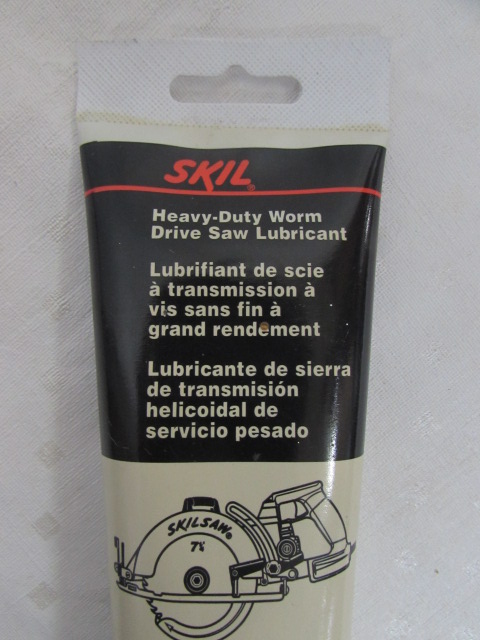 SKIL®
Heavy-Duty Worm
Drive Saw Lubricant
Lubrifiant de scie
à transmission à
vis sans fin à
grand rendement
Lubricante de sierra
de transmisión
helicoidal de
servicio pesado
SKILSAW®
7¼